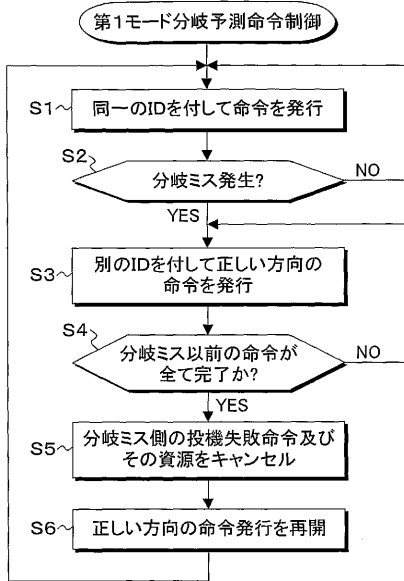 第1モード分岐予測命令制御
S1
同一のIDを付して命令を発行
S2
分岐ミス発生?
NO
YES
S3
別のIDを付して正しい方向の
命令を発行
S4
分岐ミス以前の命令が
全て完了か?
NO
YES
S5
分岐ミス側の投機失敗命令及び
その資源をキャンセル
S6
正しい方向の命令発行を再開